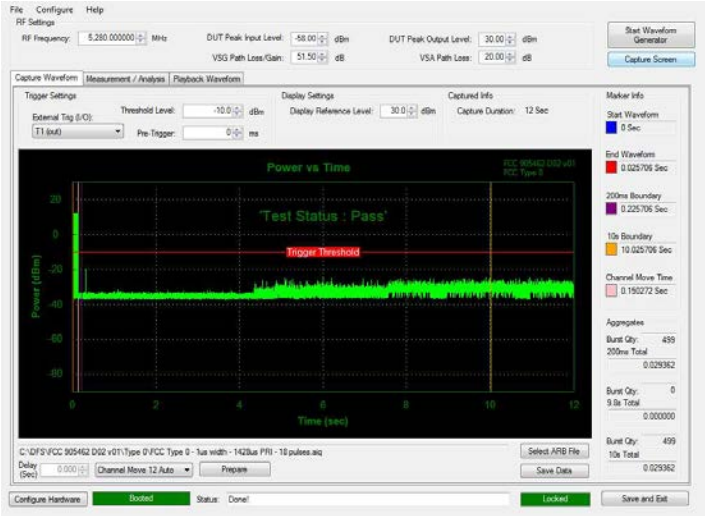 File Configure Help
RF Settings
RF Frequency: 5,280.000000 MHz
DUT Peak Input Level: -58.00 dBm
DUT Peak Output Level: 30.00 dBm
VSG Path Loss/Gain: 51.50 dB
VSA Path Loss: 20.00 dB
Start Waveform Generator
Capture Screen
Capture Waveform Measurement / Analysis Playback Waveform
Trigger Settings
External Trig (I/O):
T1 (out)
Threshold Level: -10.0 dBm
Pre-Trigger: 0 ms
Display Settings
Display Reference Level: 30.0 dBm
Captured Info
Capture Duration: 12 Sec
Power vs Time
FCC 905462 D02 v01
FCC Type 0
'Test Status : Pass'
Trigger Threshold
Power (dBm)
20
0
-20
-40
-60
-80
0 2 4 6 8 10 12
Time (sec)
Marker Info
Start Waveform
0 Sec
End Waveform
0.025706 Sec
200ms Boundary
0.225706 Sec
10s Boundary
10.025706 Sec
Channel Move Time
0.150272 Sec
Aggregates
Burst Qty: 499
200ms Total
0.029362
Burst Qty: 0
9.8s Total
0.000000
Burst Qty: 499
10s Total
0.029362
C:\DFS\FCC 905462 D02 v01\Type 0\FCC Type 0 - 1us width - 1428us PRI - 18 pulses.aiq
Select ARB File
Delay (Sec) 0.000
Channel Move 12 Auto
Prepare
Save Data
Configure Hardware
Booted
Status: Done!
Locked
Save and Exit